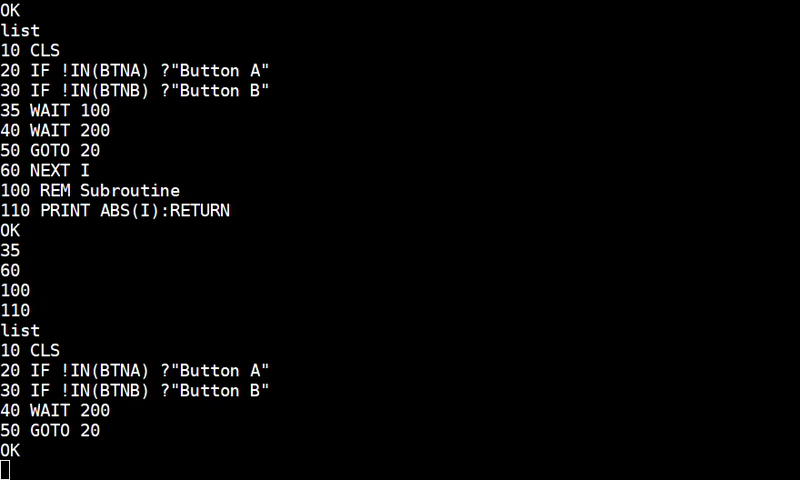 OK
list
10 CLS
20 IF !IN(BTNA) ?"Button A"
30 IF !IN(BTNB) ?"Button B"
35 WAIT 100
40 WAIT 200
50 GOTO 20
60 NEXT I
100 REM Subroutine
110 PRINT ABS(I):RETURN
OK
35
60
100
110
list
10 CLS
20 IF !IN(BTNA) ?"Button A"
30 IF !IN(BTNB) ?"Button B"
40 WAIT 200
50 GOTO 20
OK